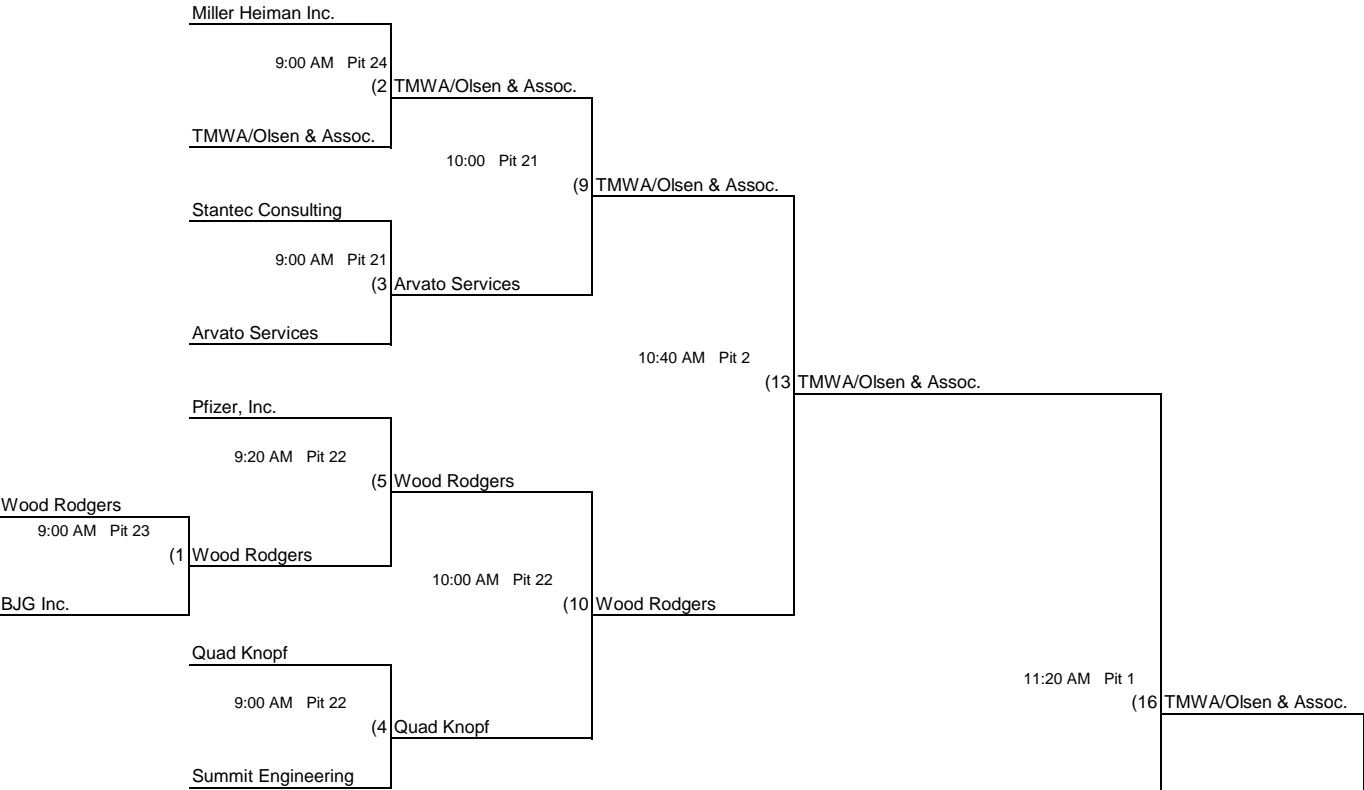 Miller Heiman Inc.
9:00 AM Pit 24
(2 TMWA/Olsen & Assoc.
TMWA/Olsen & Assoc.
10:00 Pit 21
(9 TMWA/Olsen & Assoc.
Stantec Consulting
9:00 AM Pit 21
(3 Arvato Services
Arvato Services
10:40 AM Pit 2
(13 TMWA/Olsen & Assoc.
Pfizer, Inc.
9:20 AM Pit 22
(5 Wood Rodgers
Wood Rodgers
9:00 AM Pit 23
(1 Wood Rodgers
10:00 AM Pit 22
BJG Inc.
(10 Wood Rodgers
Quad Knopf
11:20 AM Pit 1
9:00 AM Pit 22
(16 TMWA/Olsen & Assoc.
(4 Quad Knopf
Summit Engineering